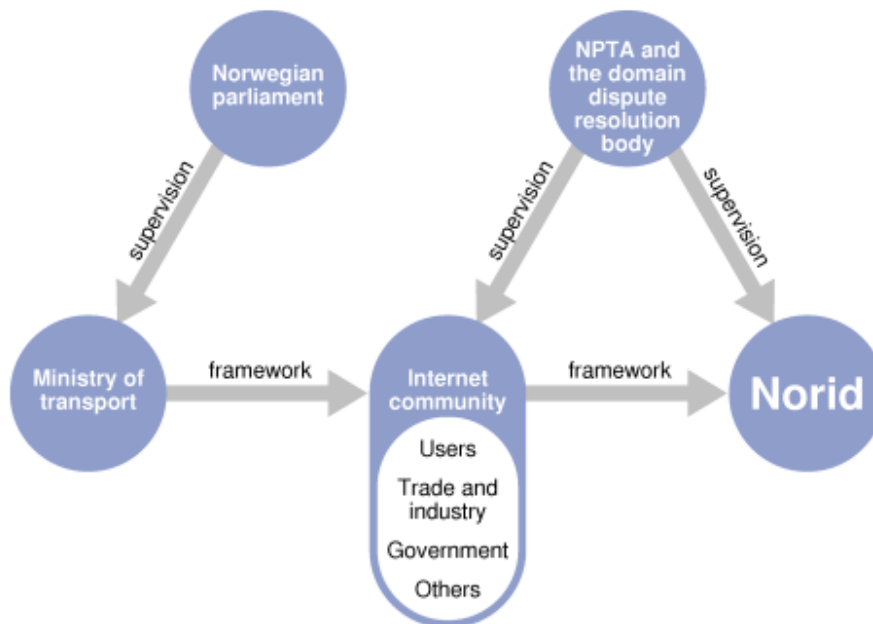 Norwegian
parliament
NPTA and
the domain
dispute
resolution
body
supervision
supervision
supervision
Ministry of
transport
framework
Internet
community
framework
Norid
Users
Trade and
industry
Government
Others